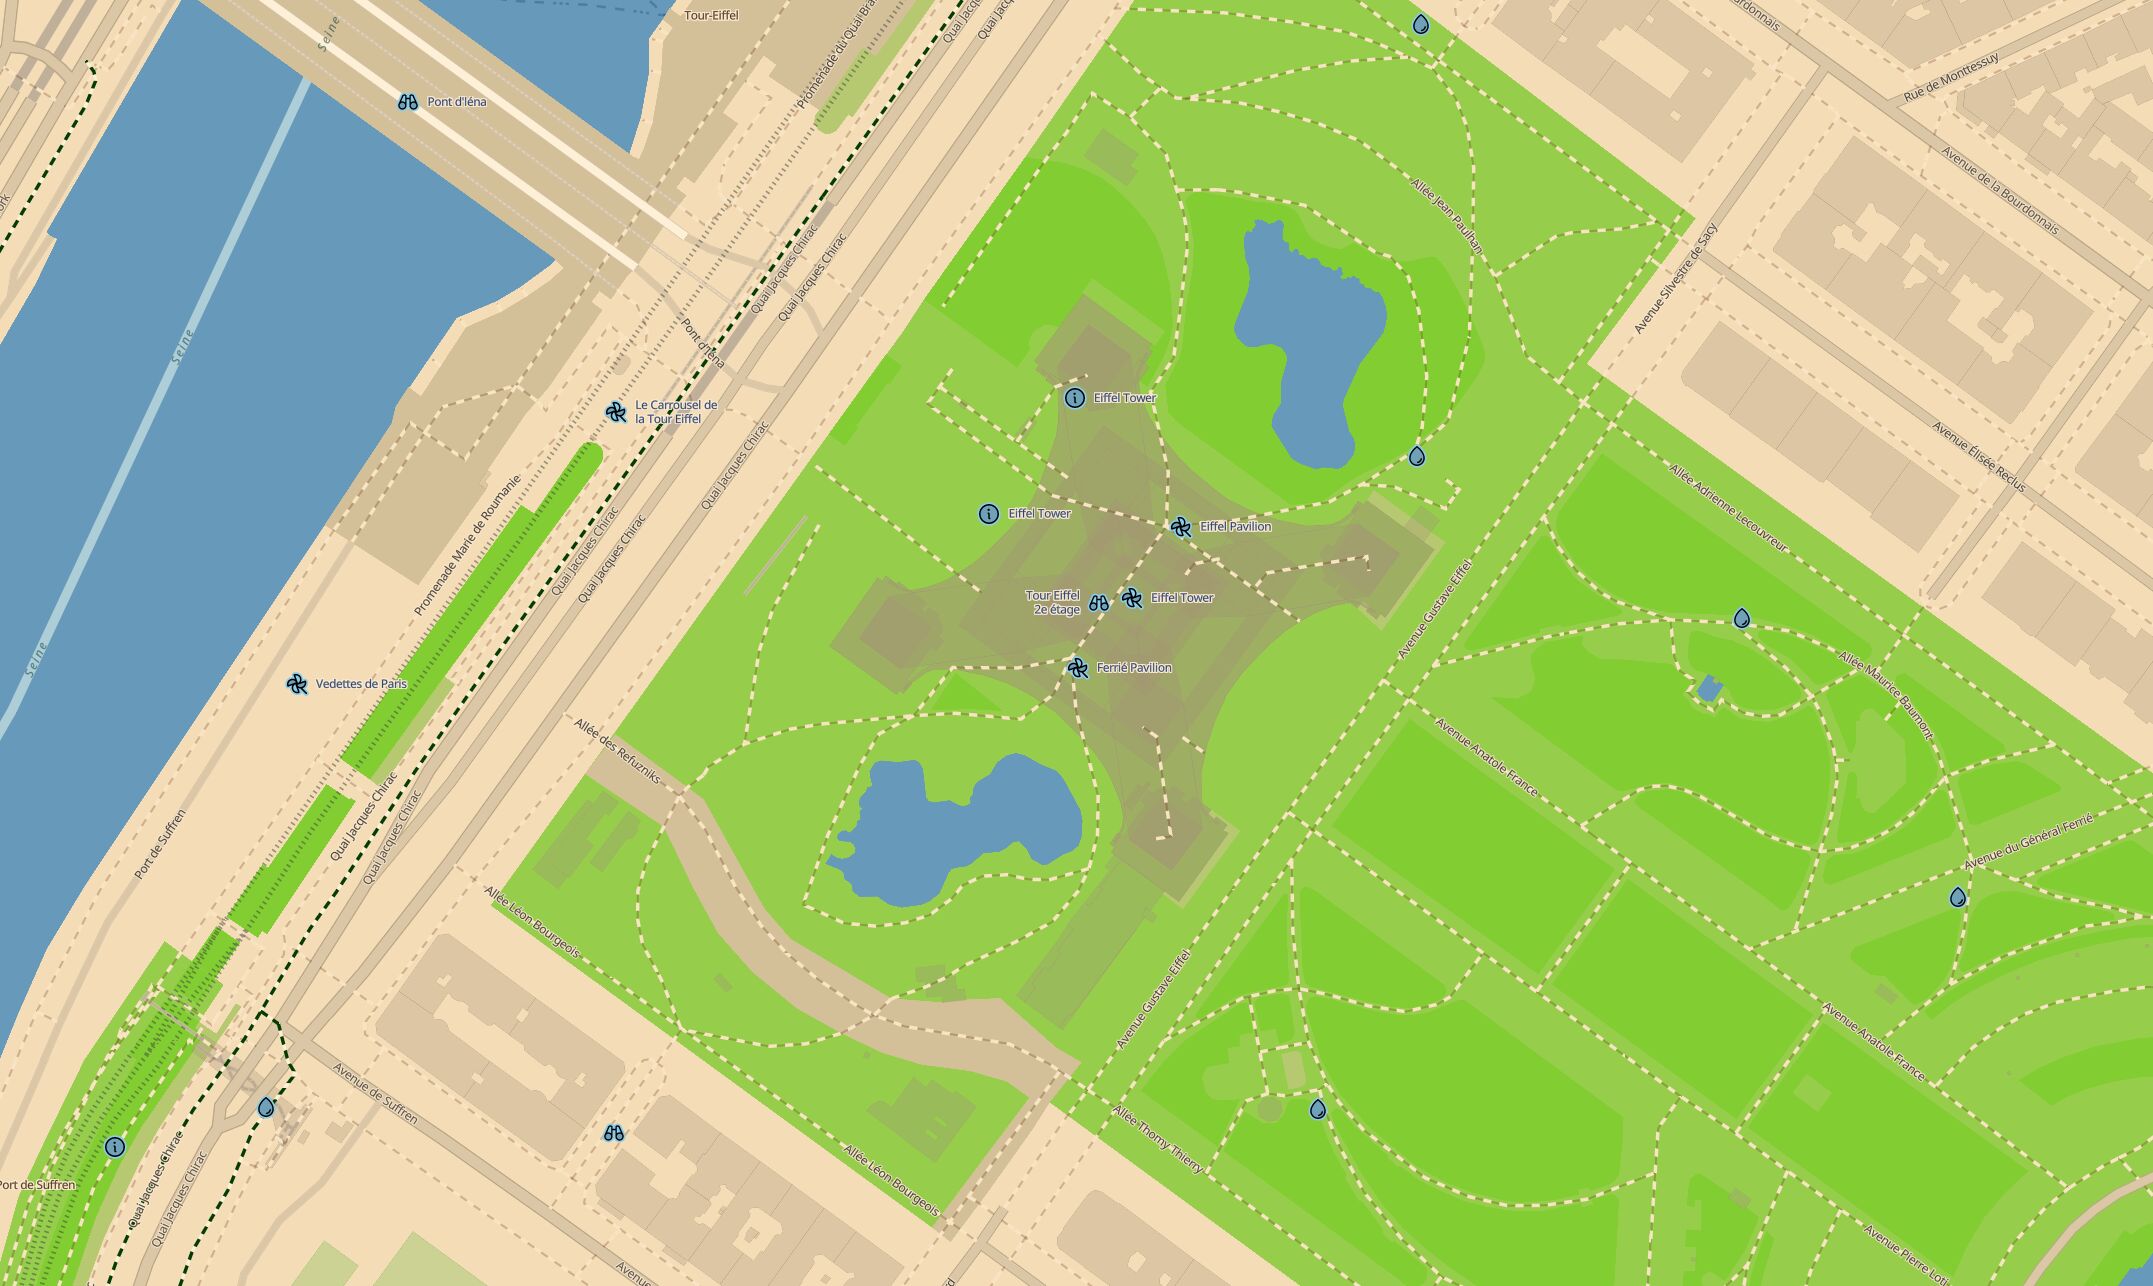 Seine
Tour-Eiffel
Promenade du Quai Bra
Quai Jacq
Quai Jacq
ourdonnais
Rue de Monttessuy
Pont d'Iéna
Avenue de la Bourdonnais
Allée Jean Paulhan
Avenue Silvestre de Sacy
Quai Jacques Chirac
Quai Jacques Chirac
Seine
Pont d'Iéna
Le Carrousel de
la Tour Eiffel
Eiffel Tower
Quai Jacques Chirac
Avenue Élisée Reclus
Allée Adrienne Lecouvreur
Promenade Marie de Roumanie
Eiffel Tower
Eiffel Pavilion
Quai Jacques Chirac
Quai Jacques Chirac
Tour Eiffel
2e étage
Eiffel Tower
Avenue Gustave Eiffel
Seine
Vedettes de Paris
Ferrié Pavilion
Allée Maurice Baumont
Allée des Refuzniks
Avenue Anatole France
Port de Suffren
Quai Jacques Chirac
Quai Jacques Chirac
Avenue du Général Ferrié
Allée Léon Bourgeois
Avenue Gustave Eiffel
Avenue Anatole France
Avenue de Suffren
Allée Thomy Thierry
Port de Suffren
Quai Jacques Chirac
Quai Jacques Chirac
Allée Léon Bourgeois
Avenue Pierre Loti
Avenue